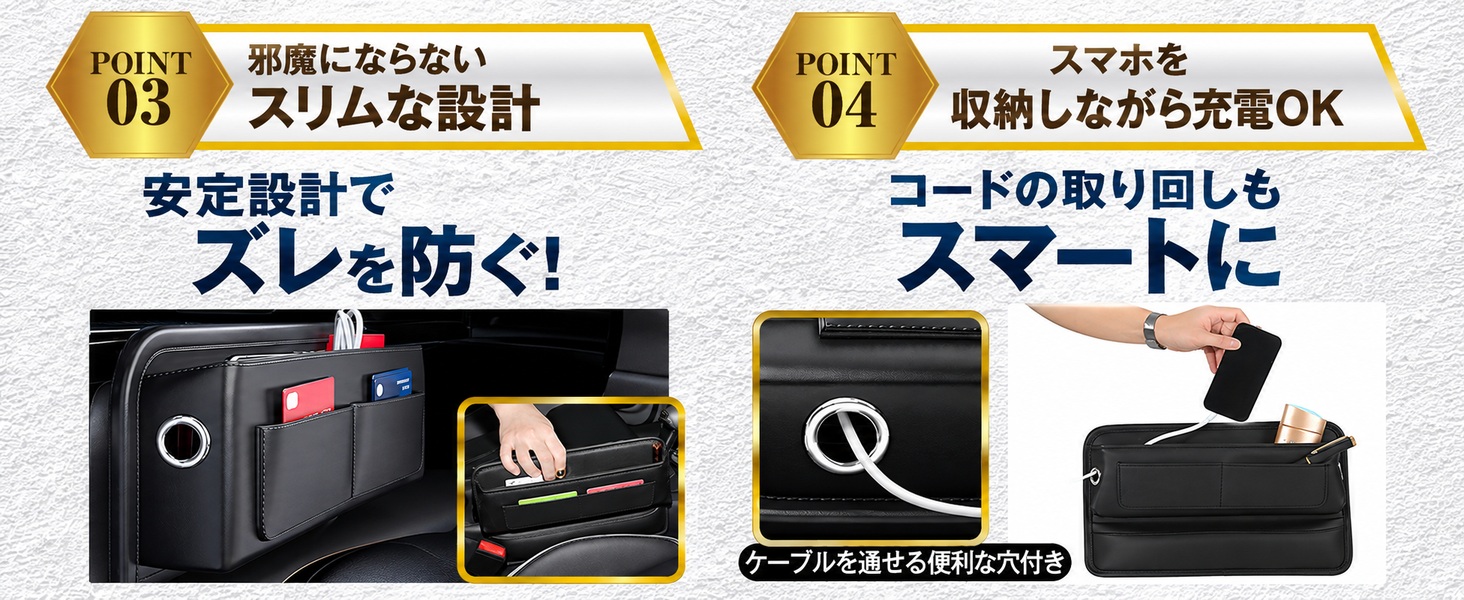 POINT
03
邪魔にならない
スリムな設計
安定設計で
ズレを防ぐ!
POINT
04
スマホを
収納しながら充電OK
コードの取り回しも
スマートに
ケーブルを通せる便利な穴付き